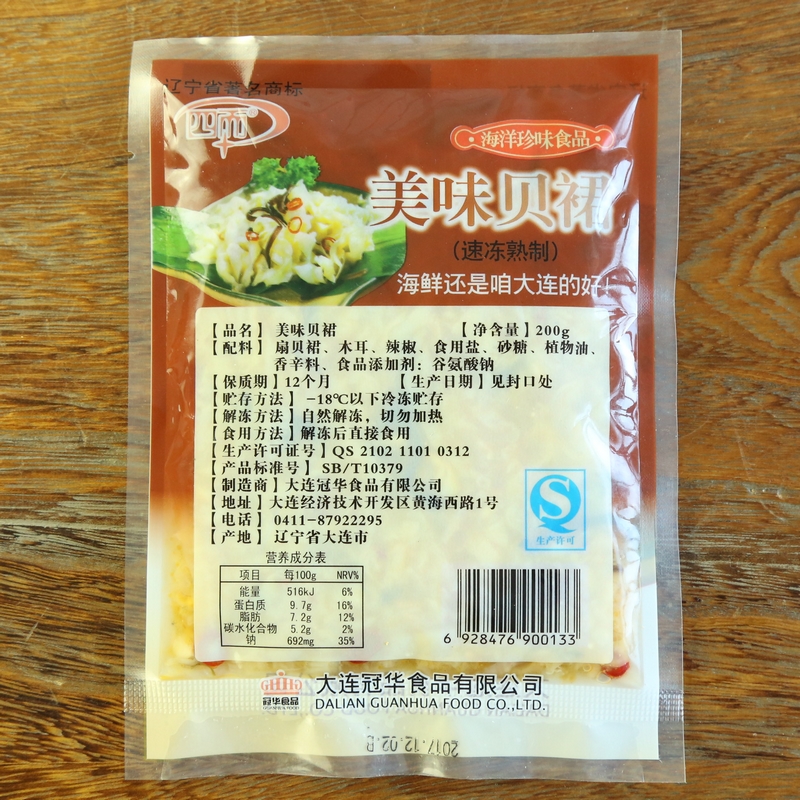 辽宁省著名商标
海洋珍味食品
美味贝裙
（速冻熟制）
海鲜还是咱大连的好！
【品名】 美味贝裙 【净含量】200g
【配料】 扇贝裙、木耳、辣椒、食用盐、砂糖、植物油、
香辛料、食品添加剂：谷氨酸钠
【保质期】12个月 【生产日期】见封口处
【贮存方法】 -18℃以下冷冻贮存
【解冻方法】自然解冻，切勿加热
【食用方法】解冻后直接食用
【生产许可证号】QS 2102 1101 0312
【产品标准号】 SB/T10379
【制造商】大连冠华食品有限公司
【地址】 大连经济技术开发区黄海西路1号
【电话】 0411-87922295
【产地】 辽宁省大连市
生产许可
营养成分表
项目 每100g NRV%
能量 516kJ 6%
蛋白质 9.7g 16%
脂肪 7.2g 12%
碳水化合物 5.2g 2%
钠 692mg 35%
6 928476 900133
冠华食品
大连冠华食品有限公司
DALIAN GUANHUA FOOD CO.,LTD.
2017.12.02.B